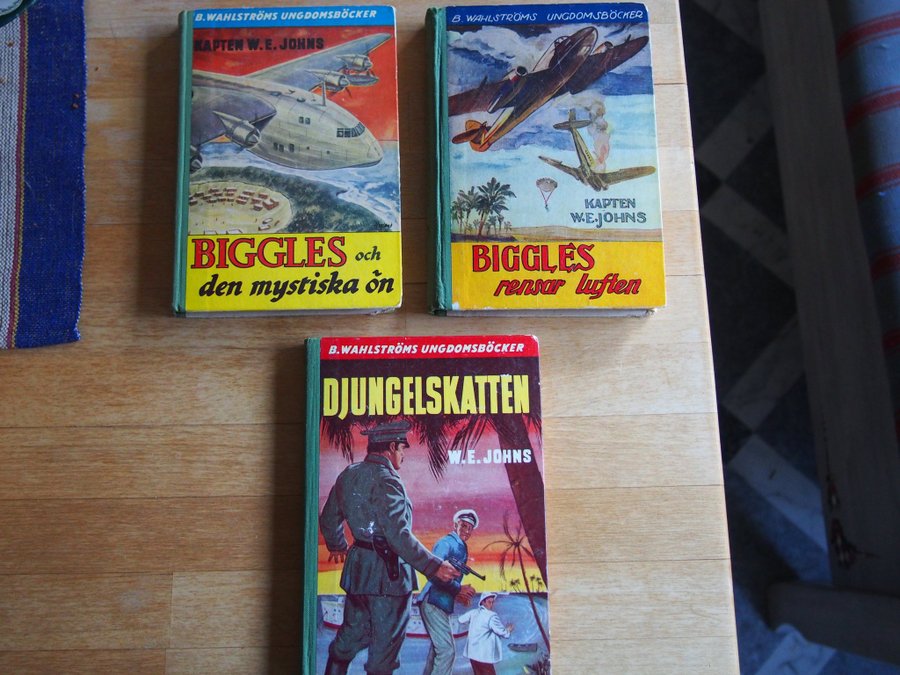 B. WAHLSTRÖMS UNGDOMSBÖCKER
KAPTEN W. E. JOHNS
BIGGLES och
den mystiska ön
B. WAHLSTRÖMS UNGDOMSBÖCKER
KAPTEN
W.E. JOHNS
BIGGLES
rensar luften
B. WAHLSTRÖMS UNGDOMSBÖCKER
DJUNGELSKATTEN
W. E. JOHNS